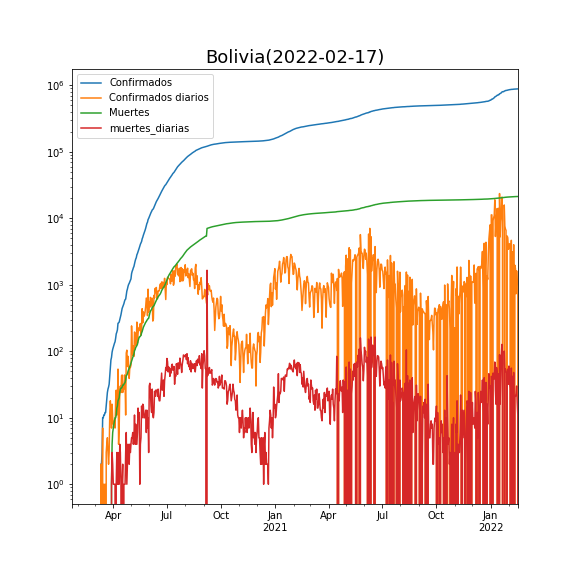 Bolivia(2022-02-17)
Confirmados
Confirmados diarios
Muertes
muertes_diarias
10⁶
10⁵
10⁴
10³
10²
10¹
10⁰
Apr Jul Oct Jan Apr Jul Oct Jan
2021 2022